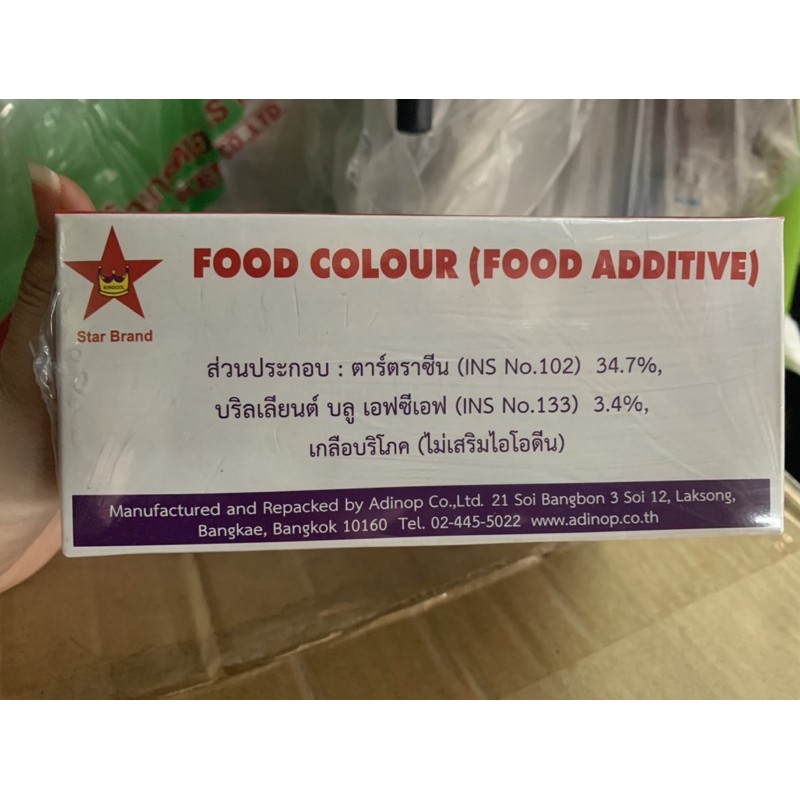 FOOD COLOUR (FOOD ADDITIVE)
KINGCOL
Star Brand
ส่วนประกอบ : ตาร์ตราซีน (INS No.102) 34.7%,
บริลเลียนต์ บลู เอฟซีเอฟ (INS No.133) 3.4%,
เกลือบริโภค (ไม่เสริมไอโอดีน)
Manufactured and Repacked by Adinop Co.,Ltd. 21 Soi Bangbon 3 Soi 12, Laksong,
Bangkae, Bangkok 10160 Tel. 02-445-5022 www.adinop.co.th